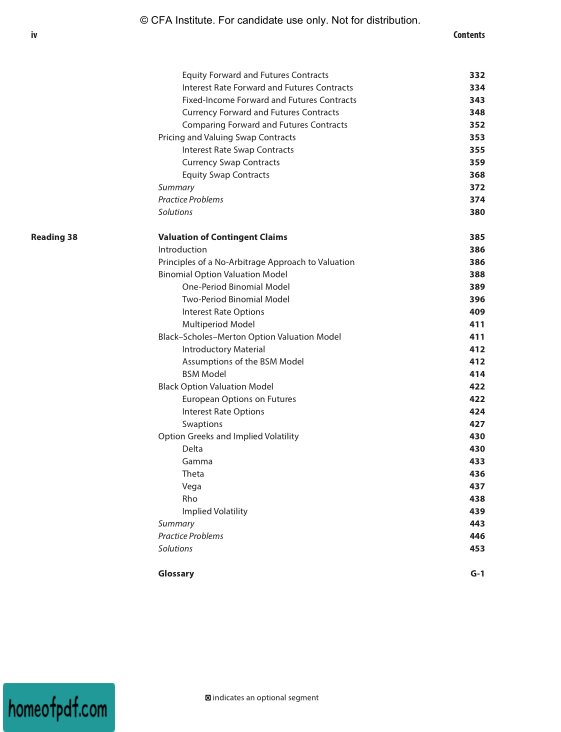 © CFA Institute. For candidate use only. Not for distribution.
iv Contents
Equity Forward and Futures Contracts 332
Interest Rate Forward and Futures Contracts 334
Fixed-Income Forward and Futures Contracts 343
Currency Forward and Futures Contracts 348
Comparing Forward and Futures Contracts 352
Pricing and Valuing Swap Contracts 353
Interest Rate Swap Contracts 355
Currency Swap Contracts 359
Equity Swap Contracts 368
Summary 372
Practice Problems 374
Solutions 380
Reading 38 Valuation of Contingent Claims 385
Introduction 386
Principles of a No-Arbitrage Approach to Valuation 386
Binomial Option Valuation Model 388
One-Period Binomial Model 389
Two-Period Binomial Model 396
Interest Rate Options 409
Multiperiod Model 411
Black–Scholes–Merton Option Valuation Model 411
Introductory Material 412
Assumptions of the BSM Model 412
BSM Model 414
Black Option Valuation Model 422
European Options on Futures 422
Interest Rate Options 424
Swaptions 427
Option Greeks and Implied Volatility 430
Delta 430
Gamma 433
Theta 436
Vega 437
Rho 438
Implied Volatility 439
Summary 443
Practice Problems 446
Solutions 453
Glossary G-1
indicates an optional segment
homeofpdf.com